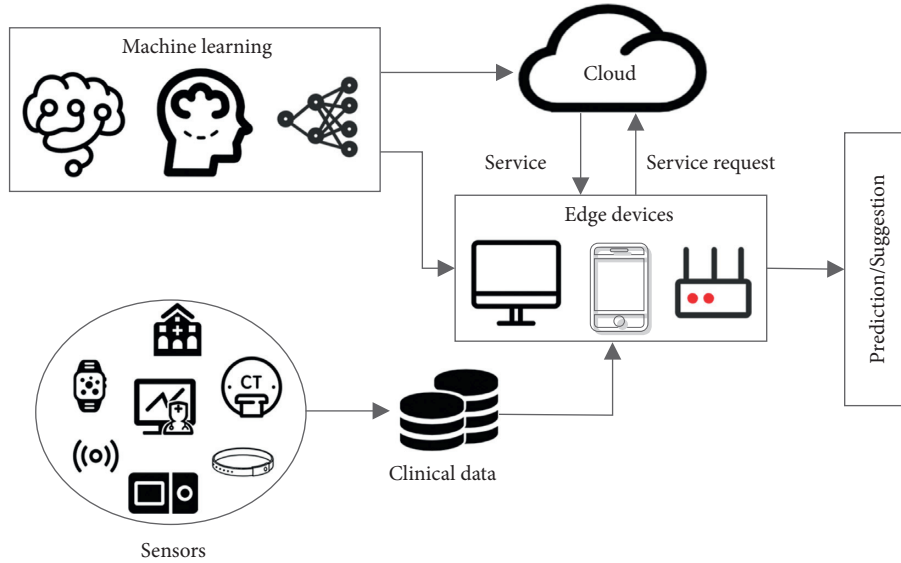 Machine learning
Cloud
Service
Service request
Edge devices
Prediction/Suggestion
CT
Clinical data
Sensors